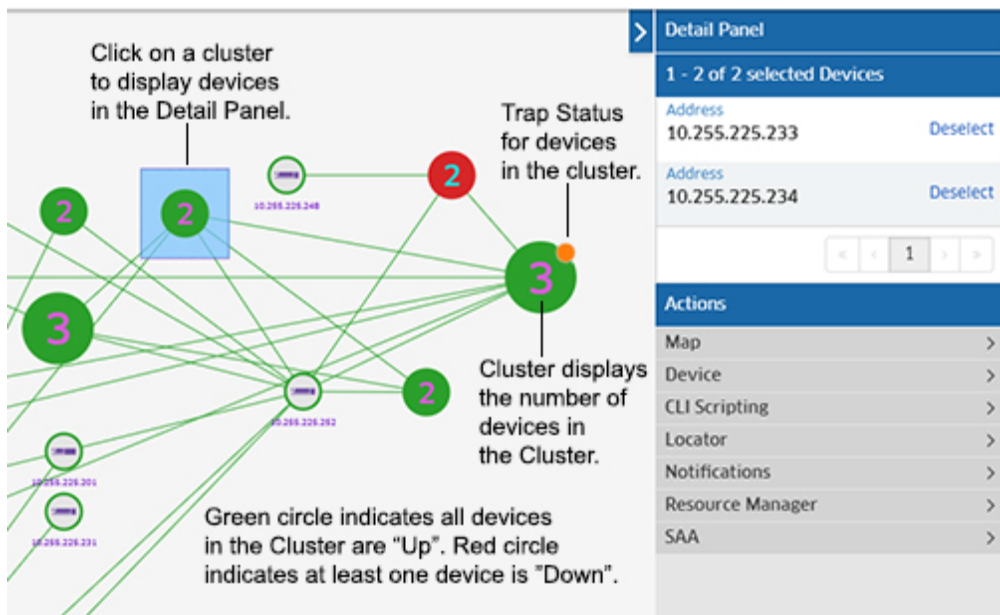 Click on a cluster
to display devices
in the Detail Panel.
Trap Status
for devices
in the cluster.
2
2
2
10.255.225.248
3
3
Cluster displays
the number of
devices in
the Cluster.
2
10.255.225.252
10.255.225.201
10.255.225.231
Green circle indicates all devices
in the Cluster are “Up”. Red circle
indicates at least one device is ”Down”.
Detail Panel
1 - 2 of 2 selected Devices
Address
10.255.225.233
Deselect
Address
10.255.225.234
Deselect
« ‹ 1 › »
Actions
Map
Device
CLI Scripting
Locator
Notifications
Resource Manager
SAA